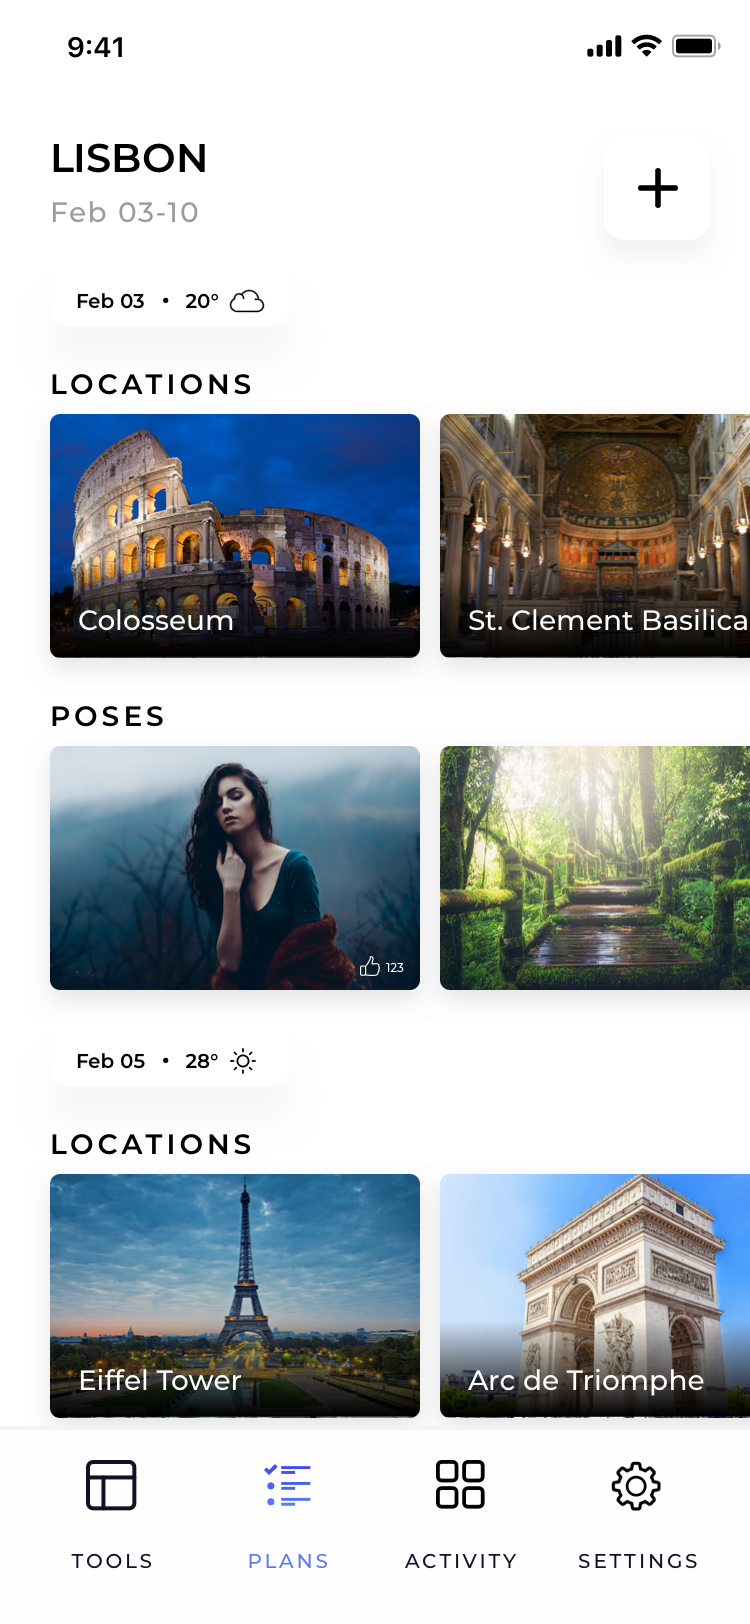 9:41
LISBON
Feb 03-10
Feb 03 • 20°
LOCATIONS
Colosseum
St. Clement Basilica
POSES
123
Feb 05 • 28°
LOCATIONS
Eiffel Tower
Arc de Triomphe
TOOLS PLANS ACTIVITY SETTINGS